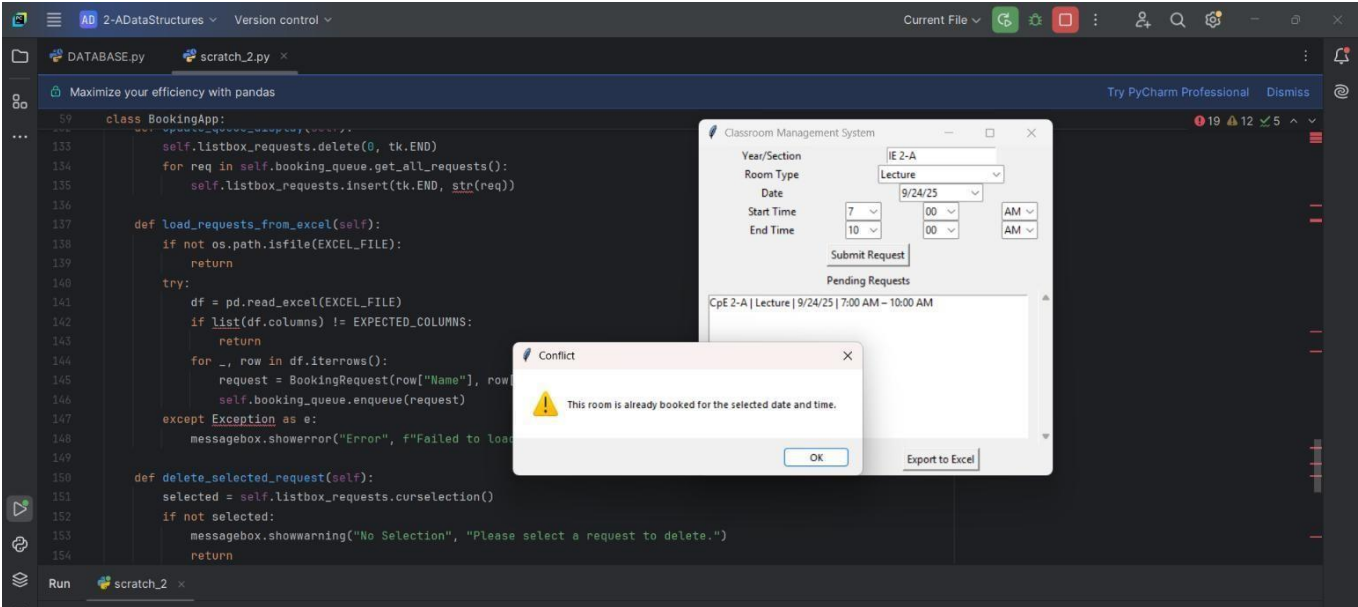 AD 2-ADataStructures Version control Current File
DATABASE.py scratch_2.py
Maximize your efficiency with pandas Try PyCharm Professional Dismiss
59 class BookingApp: 19 12 5
133 self.listbox_requests.delete(0, tk.END)
134 for req in self.booking_queue.get_all_requests():
135 self.listbox_requests.insert(tk.END, str(req))
136
137 def load_requests_from_excel(self):
138 if not os.path.isfile(EXCEL_FILE):
139 return
140 try:
141 df = pd.read_excel(EXCEL_FILE)
142 if list(df.columns) != EXPECTED_COLUMNS:
143 return
144 for _, row in df.iterrows():
145 request = BookingRequest(row["Name"], row[
146 self.booking_queue.enqueue(request)
147 except Exception as e:
148 messagebox.showerror("Error", f"Failed to load
149
150 def delete_selected_request(self):
151 selected = self.listbox_requests.curselection()
152 if not selected:
153 messagebox.showwarning("No Selection", "Please select a request to delete.")
154 return
Run scratch_2
Classroom Management System
Year/Section IE 2-A
Room Type Lecture
Date 9/24/25
Start Time 7 00 AM
End Time 10 00 AM
Submit Request
Pending Requests
CpE 2-A | Lecture | 9/24/25 | 7:00 AM – 10:00 AM
Export to Excel
Conflict
This room is already booked for the selected date and time.
OK